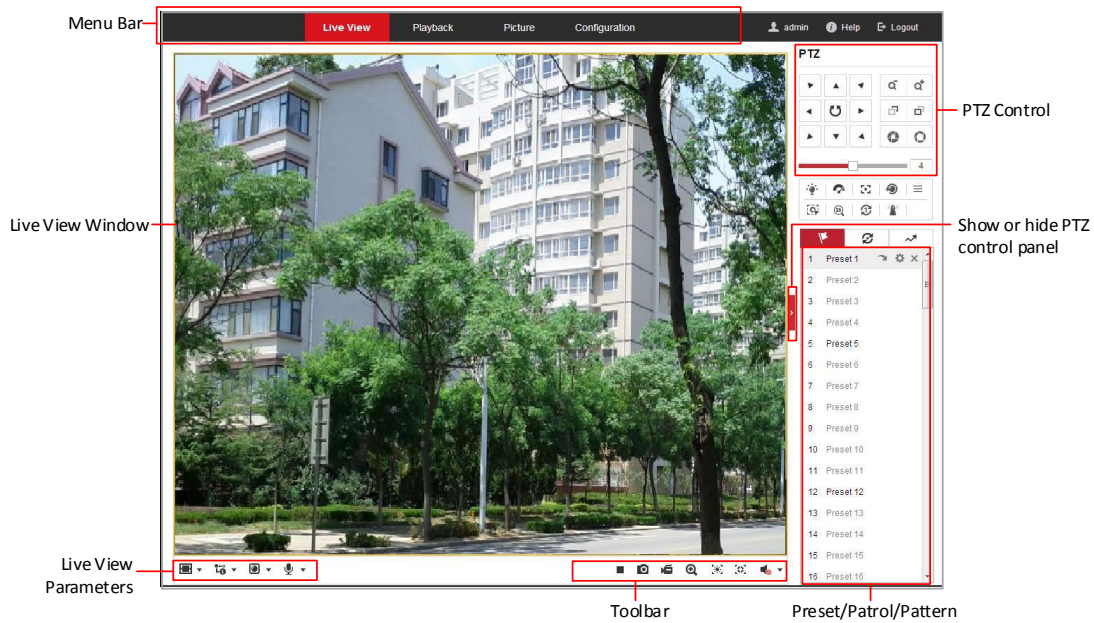 Menu Bar
Live View Playback Picture Configuration admin Help Logout
PTZ
PTZ Control
4
Live View Window
Show or hide PTZ
control panel
1 Preset 1
2 Preset 2
3 Preset 3
4 Preset 4
5 Preset 5
6 Preset 6
7 Preset 7
8 Preset 8
9 Preset 9
10 Preset 10
11 Preset 11
12 Preset 12
13 Preset 13
14 Preset 14
15 Preset 15
16 Preset 16
Live View
Parameters
Toolbar
Preset/Patrol/Pattern